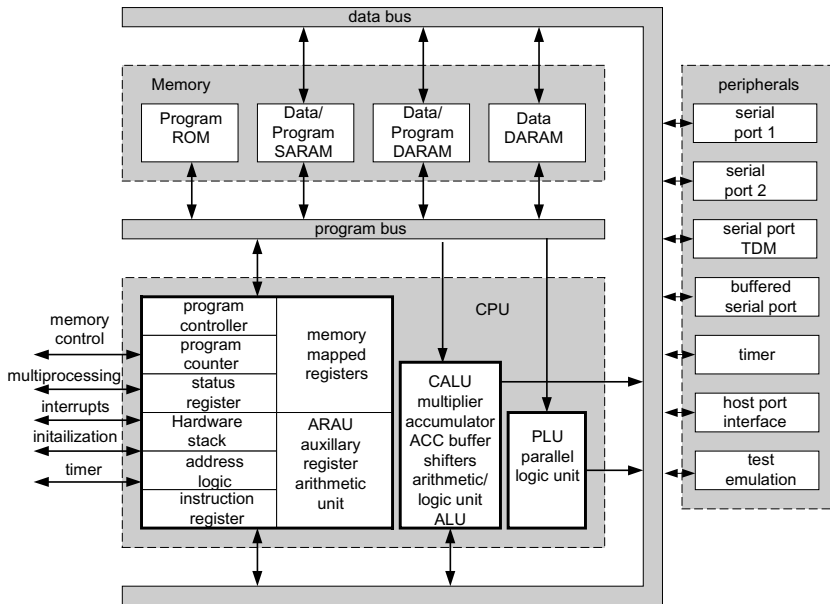 data bus
Memory
Program
ROM
Data/
Program
SARAM
Data/
Program
DARAM
Data
DARAM
program bus
CPU
program
controller
program
counter
status
register
Hardware
stack
address
logic
instruction
register
memory
mapped
registers
ARAU
auxillary
register
arithmetic
unit
CALU
multiplier
accumulator
ACC buffer
shifters
arithmetic/
logic unit
ALU
PLU
parallel
logic unit
memory
control
multiprocessing
interrupts
initailization
timer
peripherals
serial
port 1
serial
port 2
serial port
TDM
buffered
serial port
timer
host port
interface
test
emulation